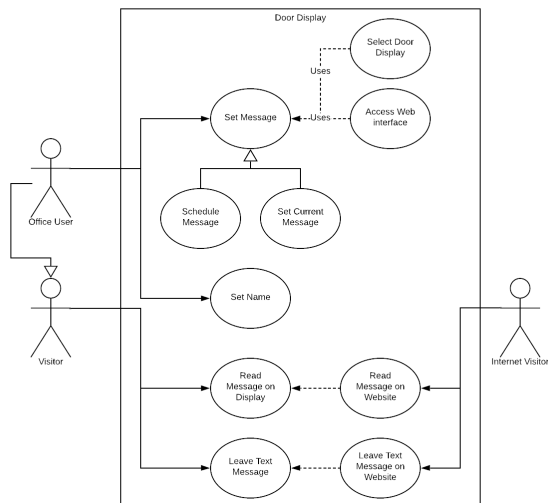 Door Display
Select Door
Display
Uses
Set Message
Uses
Access Web
interface
Office User
Schedule
Message
Set Current
Message
Set Name
Visitor
Internet Visitor
Read
Message on
Display
Read
Message on
Website
Leave Text
Message
Leave Text
Message on
Website